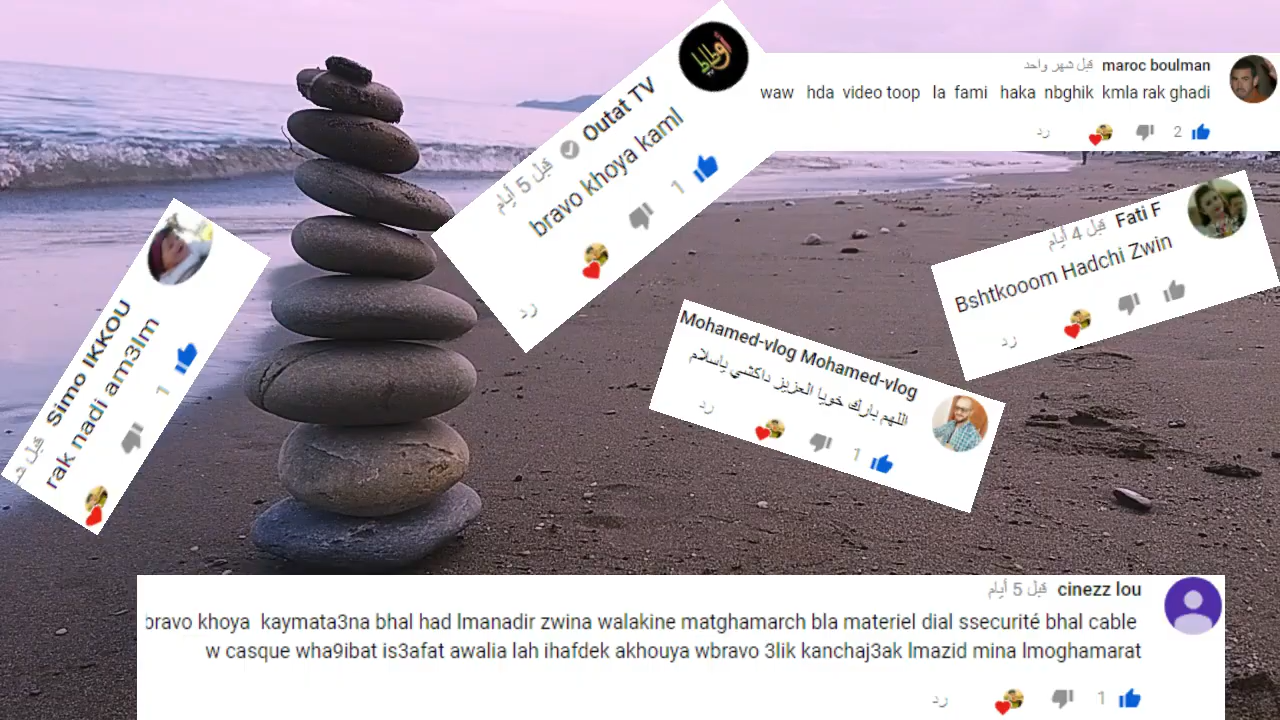 maroc boulman قبل شهر واحد
waw hda video toop la fami haka nbghik kmla rak ghadi
2
رد
Outat TV قبل 5 أيام
bravo khoya kaml
1
رد
Fati F قبل 4 أيام
Bshtkooom Hadchi Zwin
رد
Simo IKKOU قبل
rak nadi am3lm
1
Mohamed-vlog Mohamed-vlog
اللهم بارك خويا العزيز داكشي ياسلام
1
رد
cinezz lou قبل 5 أيام
bravo khoya kaymata3na bhal had lmanadir zwina walakine matghamarch bla materiel dial ssecurité bhal cable
w casque wha9ibat is3afat awalia lah ihafdek akhouya wbravo 3lik kanchaj3ak lmazid mina lmoghamarat
1
رد